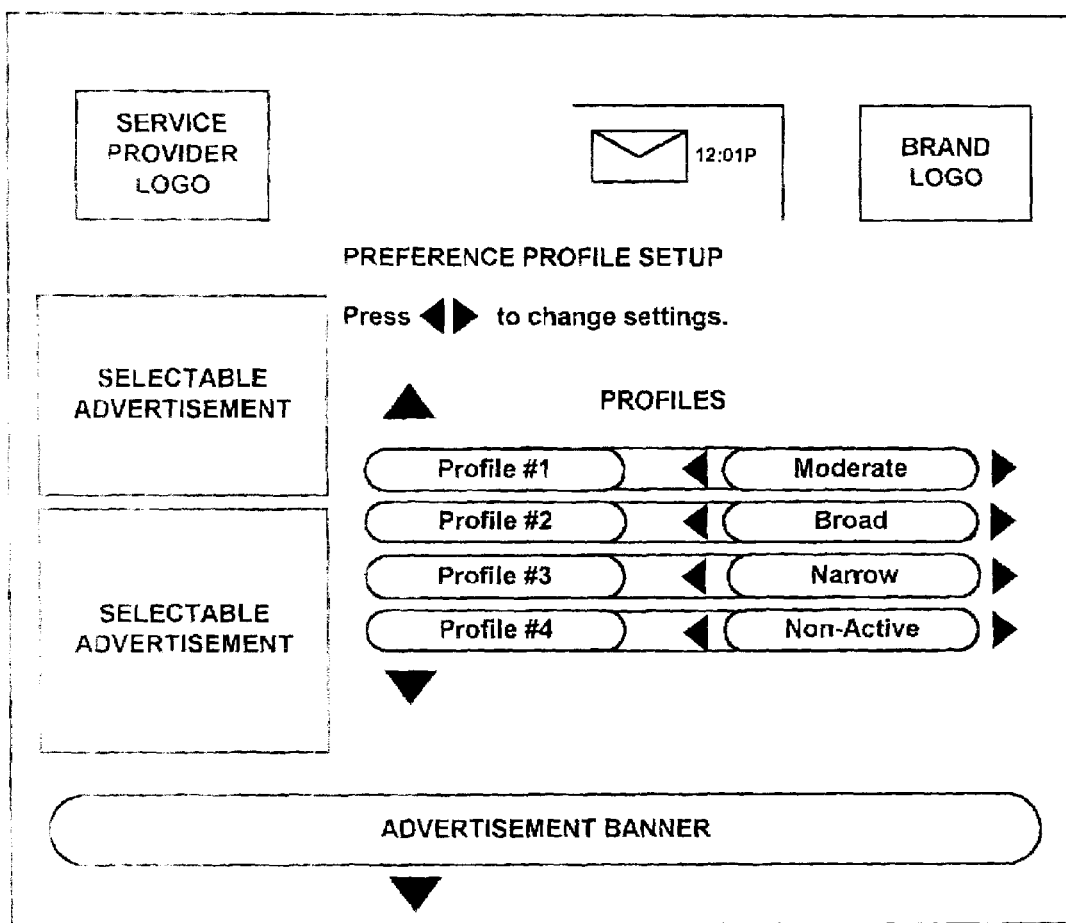 SERVICE
PROVIDER
LOGO
12:01P
BRAND
LOGO
PREFERENCE PROFILE SETUP
Press to change settings.
SELECTABLE
ADVERTISEMENT
PROFILES
Profile #1 Moderate
Profile #2 Broad
Profile #3 Narrow
Profile #4 Non-Active
SELECTABLE
ADVERTISEMENT
ADVERTISEMENT BANNER